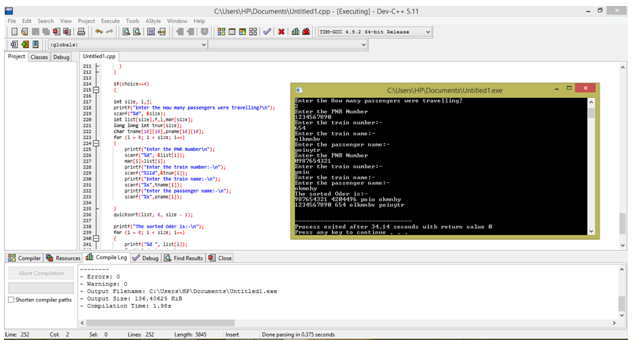 C:\Users\HP\Documents\Untitled1.cpp - [Executing] - Dev-C++ 5.11
File Edit Search View Project Execute Tools AStyle Window Help
TDM-GCC 4.9.2 64-bit Release
(globals)
Project Classes Debug
Untitled1.cpp
211 }
212 }
213
214 if(choice==4)
215 {
216
217 int size, i,j;
218 printf("Enter the How many passengers were travelling?\n");
219 scanf("%d", &size);
220 int list[size],f,l,mar[size];
221 long long int tnum[size];
222 char tname[10][10],pname[10][10];
223 for (i = 0; i < size; i++)
224 {
225 printf("Enter the PNR Number\n");
226 scanf("%d", &list[i]);
227 mar[i]=list[i];
228 printf("Enter the train number:-\n");
229 scanf("%lld",&tnum[i]);
230 printf("Enter the train name:-\n");
231 scanf("%s",tname[i]);
232 printf("Enter the passenger name:-\n");
233 scanf("%s",pname[i]);
234
235 }
236 quicksort(list, 0, size - 1);
237
238 printf("The sorted Oder is:-\n");
239 for (i = 0; i < size; i++)
240 {
241 printf("%d ", list[i]);
C:\Users\HP\Documents\Untitled1.exe
Enter the How many passengers were travelling?
2
Enter the PNR Number
1234567890
Enter the train number:-
654
Enter the train name:-
olkmnbv
Enter the passenger name:-
poiuytr
Enter the PNR Number
0987654321
Enter the train number:-
poiu
Enter the train name:-
Enter the passenger name:-
okmnhy
The sorted Oder is:-
987654321 4204496 poiu okmnhy
1234567890 654 olkmnbv poiuytr
Process exited after 34.14 seconds with return value 0
Press any key to continue . . .
Compiler Resources Compile Log Debug Find Results Close
Abort Compilation
Shorten compiler paths
--------
- Errors: 0
- Warnings: 0
- Output Filename: C:\Users\HP\Documents\Untitled1.exe
- Output Size: 136.40625 KiB
- Compilation Time: 1.98s
Line: 252 Col: 2 Sel: 0 Lines: 252 Length: 5845 Insert Done parsing in 0.375 seconds